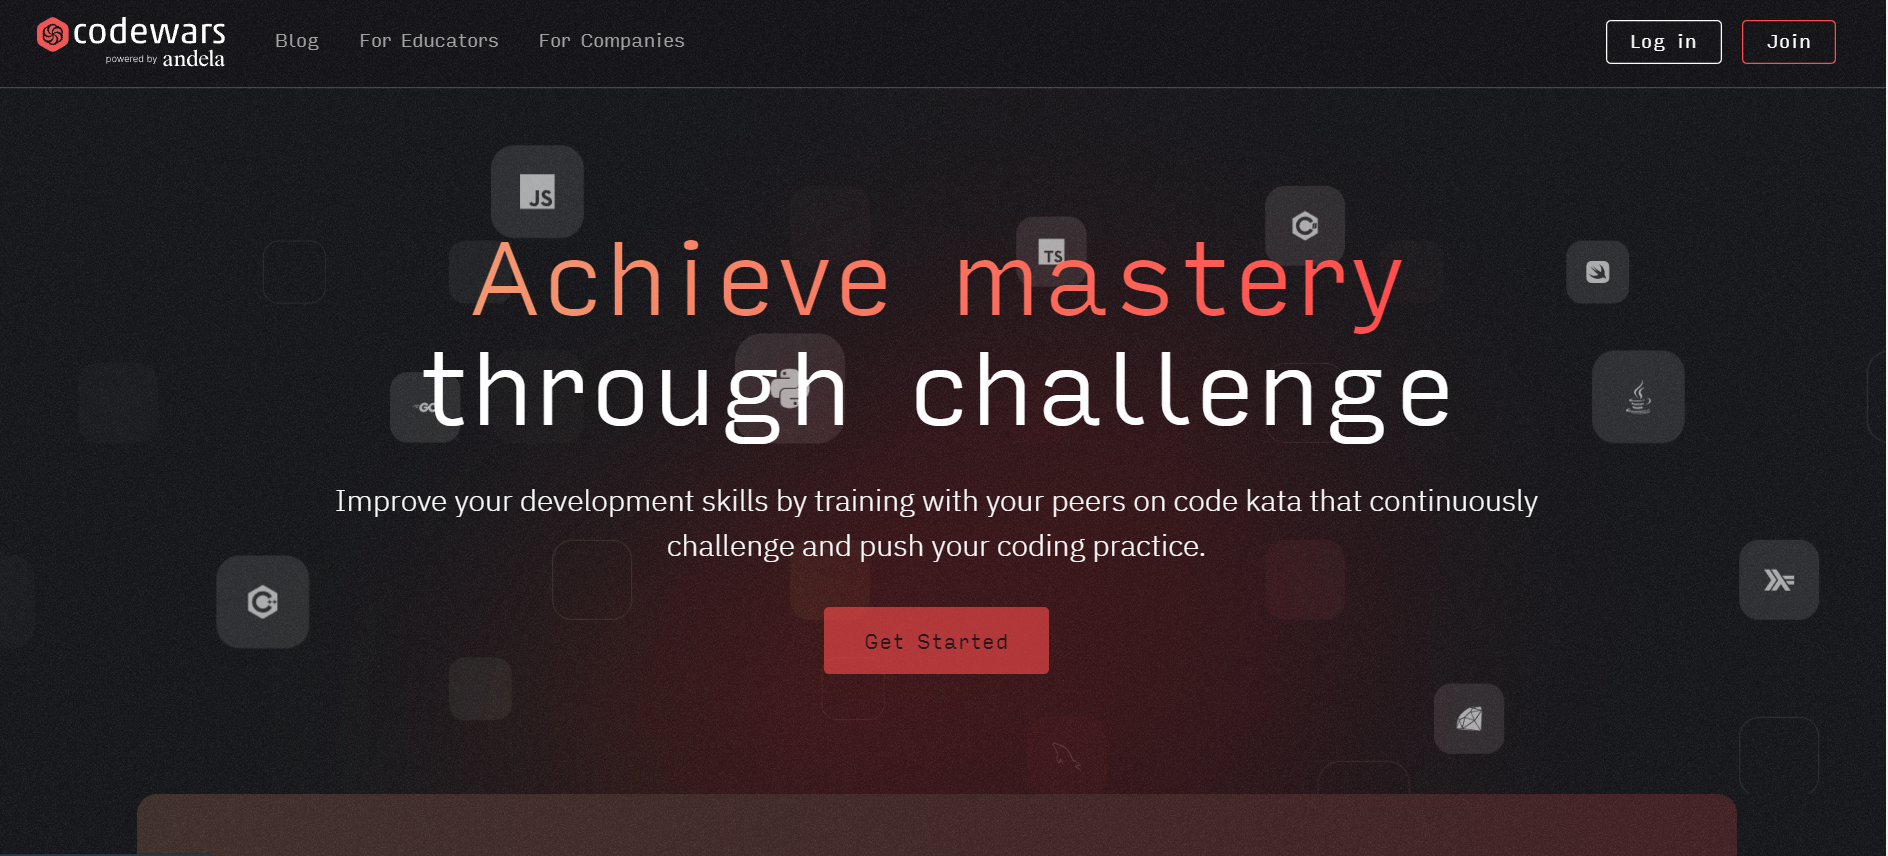 codewars
powered by andela
Blog
For Educators
For Companies
Log in
Join
JS
TS
Achieve mastery
GO
through challenge
Improve your development skills by training with your peers on code kata that continuously
challenge and push your coding practice.
Get Started